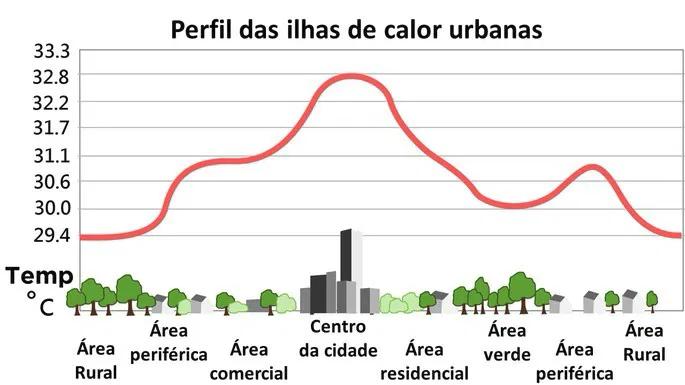 Perfil das ilhas de calor urbanas
33.3
32.8
32.2
31.7
31.1
30.6
30.0
29.4
Temp
°C
Área
Rural
Área
periférica
Área
comercial
Centro
da cidade
Área
residencial
Área
verde
Área
periférica
Área
Rural